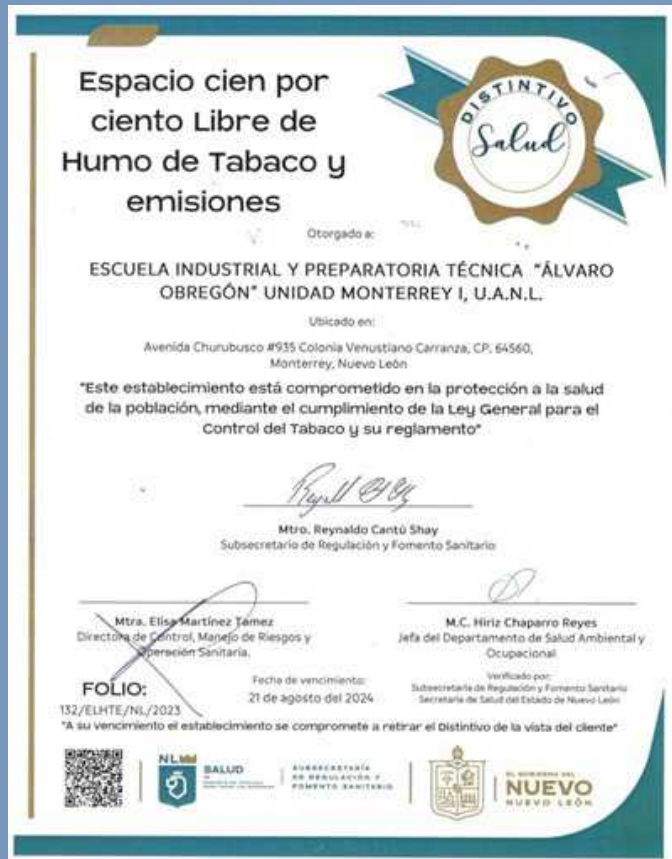 Espacio cien por
ciento Libre de
Humo de Tabaco y
emisiones
DISTINTIVO
Salud
Otorgado a:
ESCUELA INDUSTRIAL Y PREPARATORIA TÉCNICA "ÁLVARO
OBREGÓN" UNIDAD MONTERREY I, U.A.N.L.
Ubicado en:
Avenida Churubusco #935 Colonia Venustiano Carranza, CP. 64560,
Monterrey, Nuevo León
"Este establecimiento está comprometido en la protección a la salud
de la población, mediante el cumplimiento de la Ley General para el
Control del Tabaco y su reglamento"
Mtro. Reynaldo Cantú Shay
Subsecretario de Regulación y Fomento Sanitario
Mtra. Elisa Martínez Tamez
Directora de Control, Manejo de Riesgos y
Operación Sanitaria.
M.C. Hiriz Chaparro Reyes
Jefa del Departamento de Salud Ambiental y
Ocupacional
FOLIO:
132/ELHTE/NL/2023
Fecha de vencimiento:
21 de agosto del 2024
Verificado por:
Subsecretaría de Regulación y Fomento Sanitario
Secretaría de Salud del Estado de Nuevo León
"A su vencimiento el establecimiento se compromete a retirar el Distintivo de la vista del cliente"
NL
SALUD
SUBSECRETARÍA
DE REGULACIÓN Y
FOMENTO SANITARIO
EL GOBIERNO DEL
NUEVO
NUEVO LEÓN